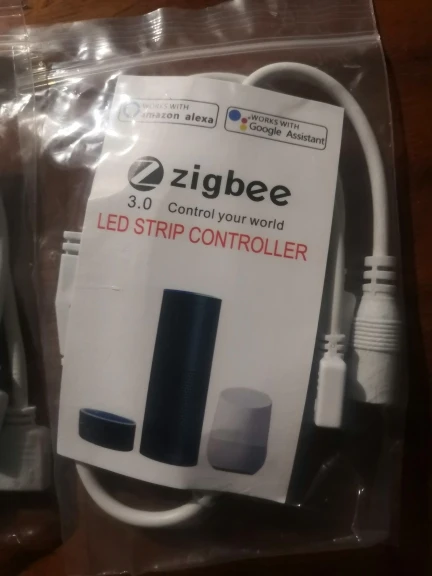 WORKS WITH
amazon alexa
WORKS WITH
Google Assistant
zigbee
3.0 Control your world
LED STRIP CONTROLLER